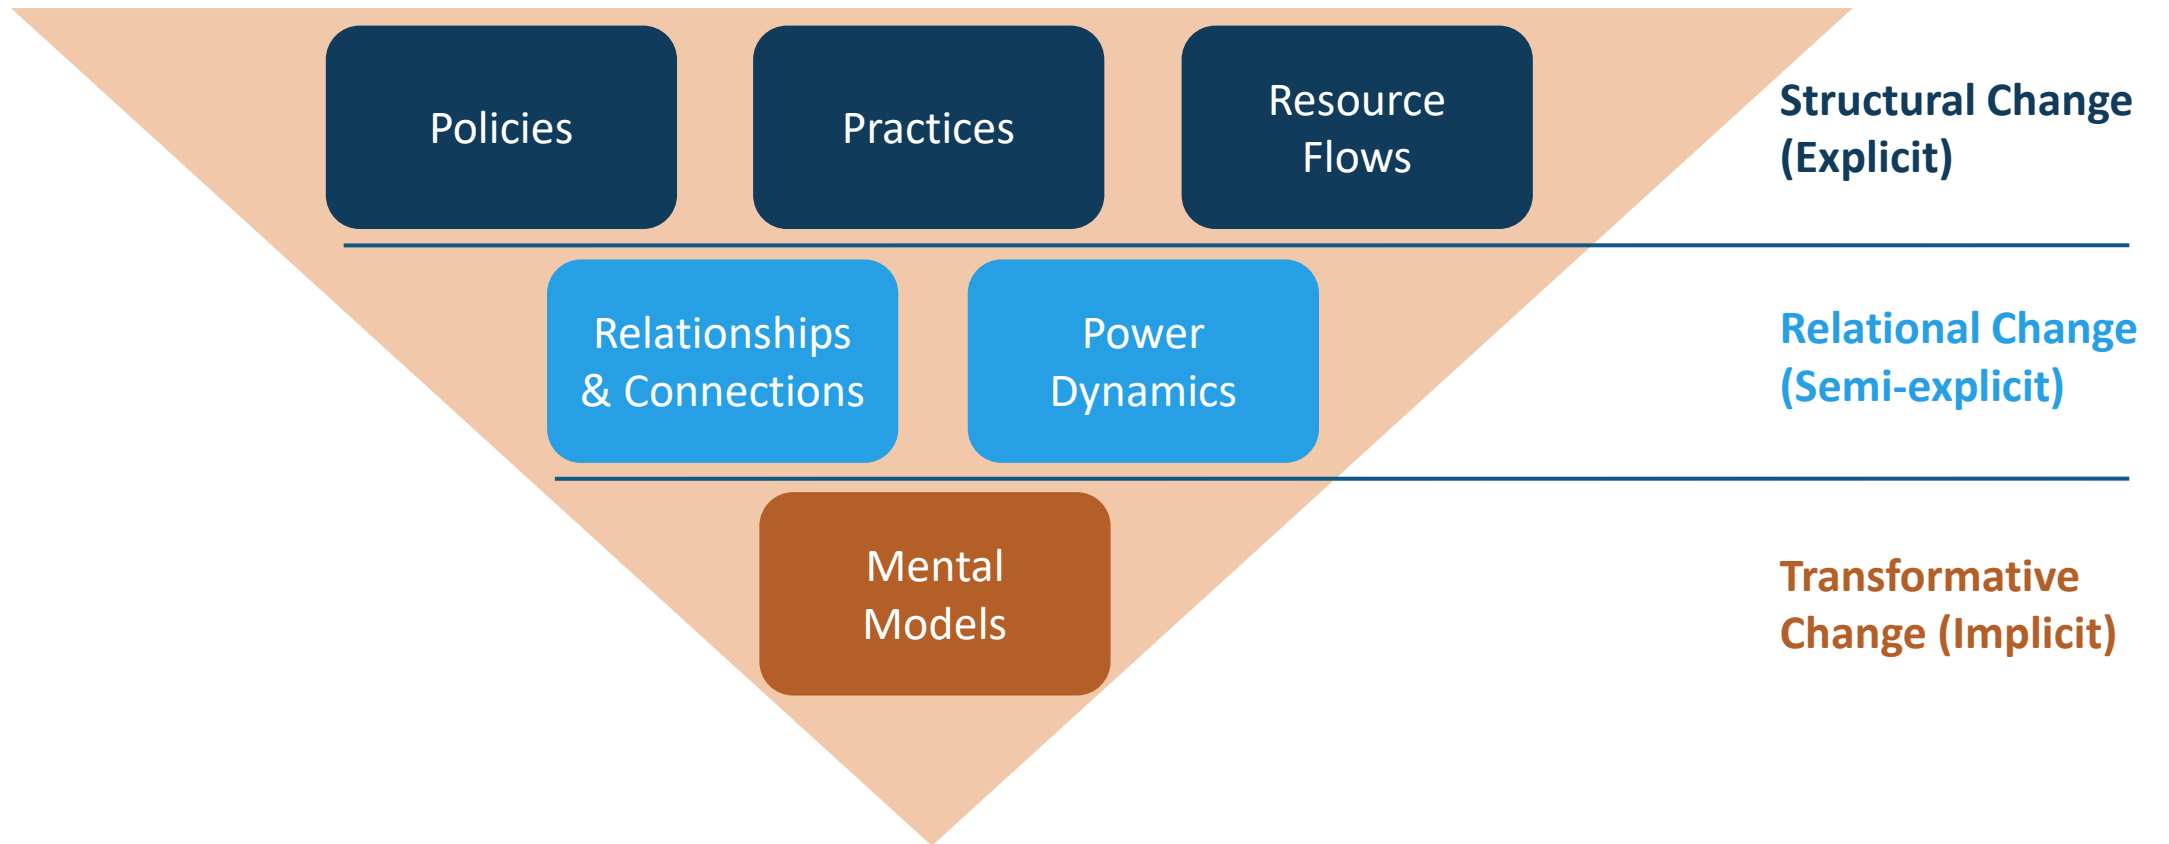 Policies
Practices
Resource
Flows
Structural Change
(Explicit)
Relationships
& Connections
Power
Dynamics
Relational Change
(Semi-explicit)
Mental
Models
Transformative
Change (Implicit)